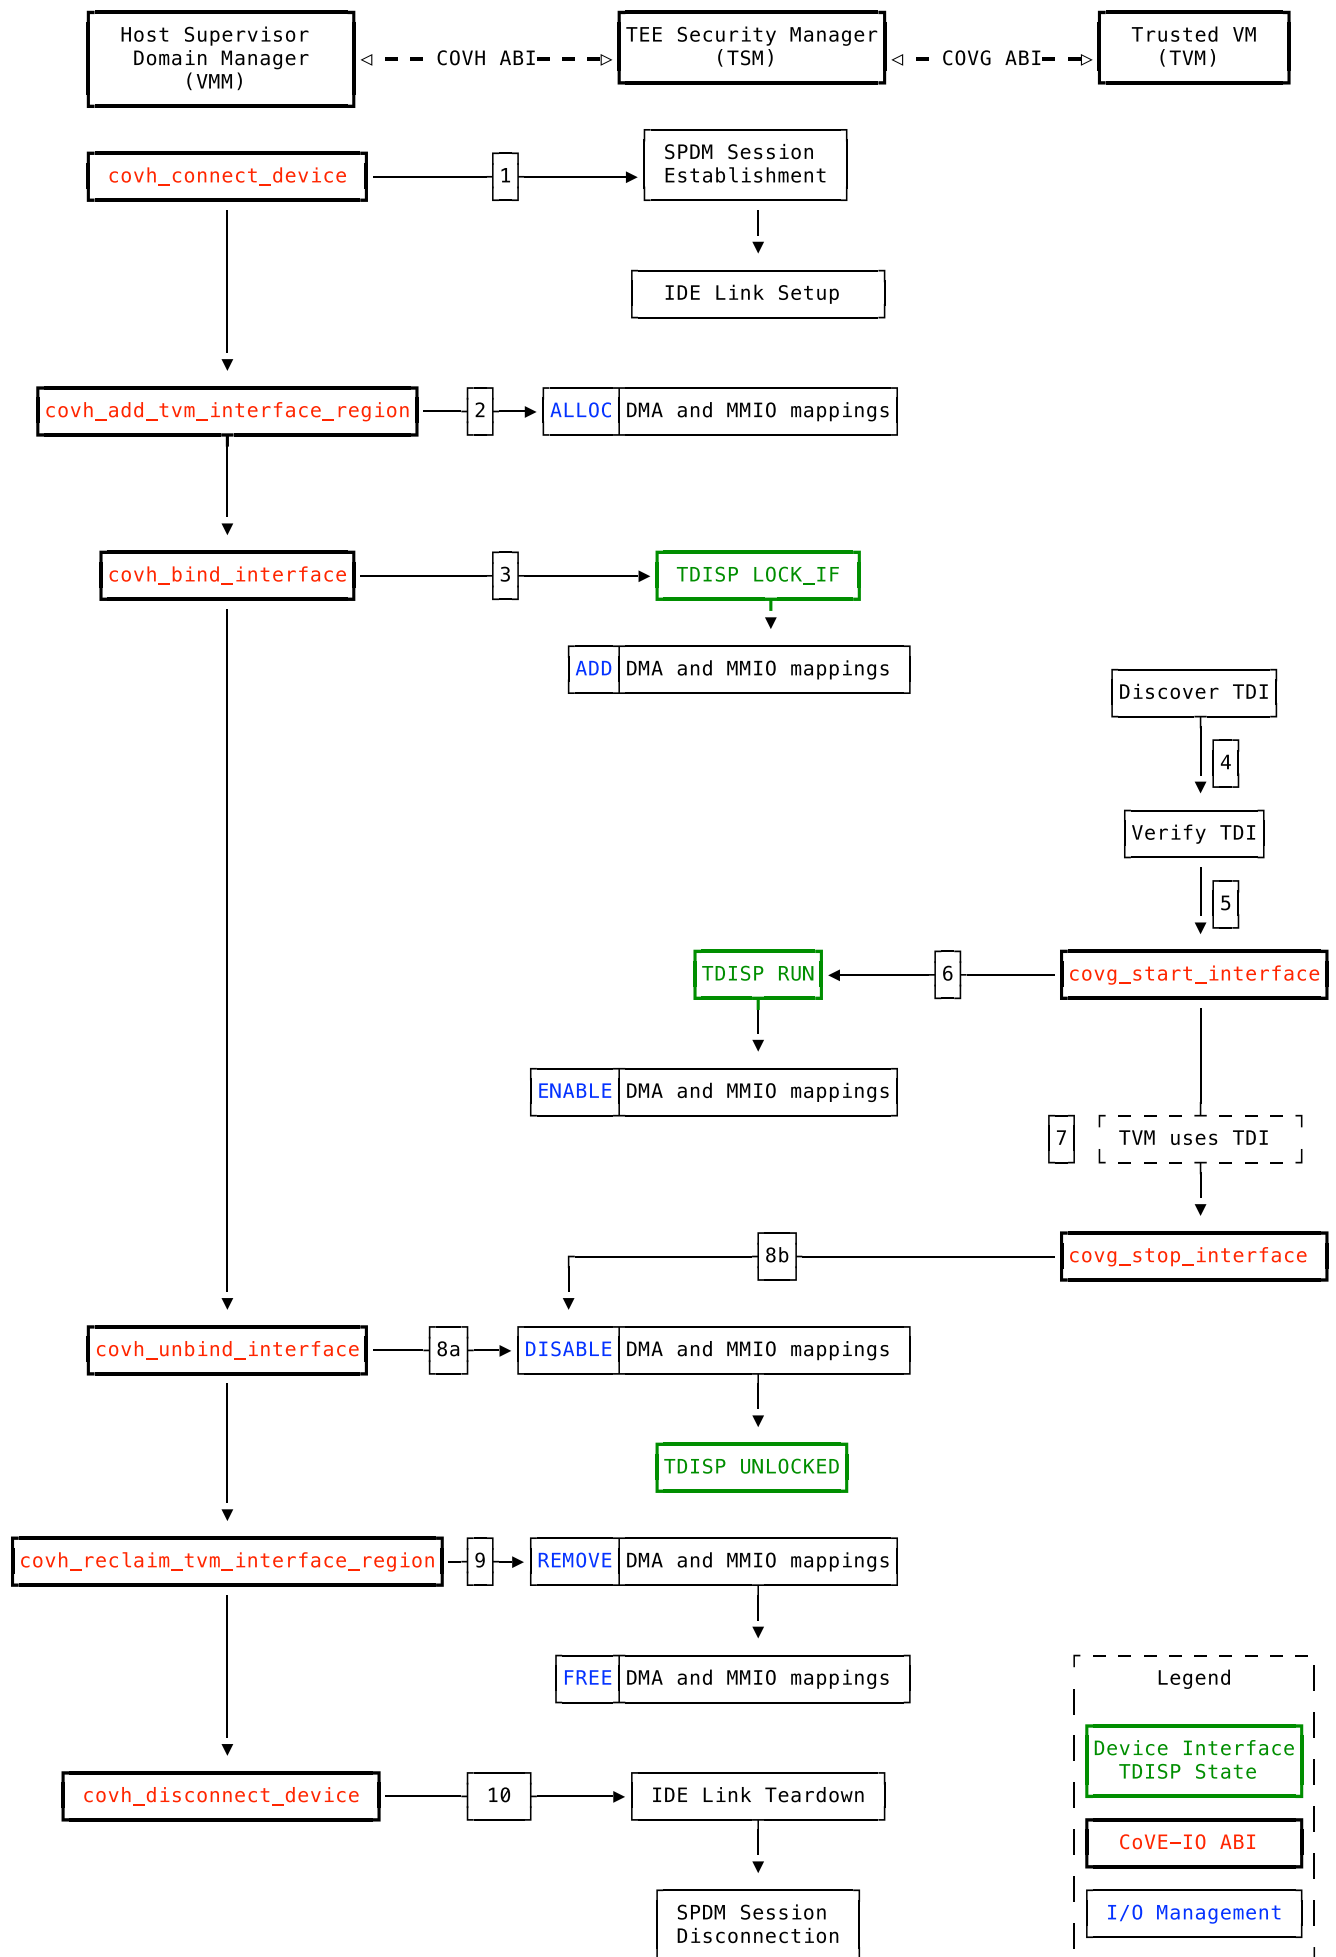 Host Supervisor
Domain Manager
(VMM)
COVH ABI
TEE Security Manager
(TSM)
COVG ABI
Trusted VM
(TVM)
covh_connect_device
1
SPDM Session
Establishment
IDE Link Setup
covh_add_tvm_interface_region
2
ALLOC DMA and MMIO mappings
covh_bind_interface
3
TDISP LOCK_IF
ADD DMA and MMIO mappings
Discover TDI
4
Verify TDI
5
TDISP RUN
6
covg_start_interface
ENABLE DMA and MMIO mappings
7
TVM uses TDI
8b
covg_stop_interface
covh_unbind_interface
8a
DISABLE DMA and MMIO mappings
TDISP UNLOCKED
covh_reclaim_tvm_interface_region
9
REMOVE DMA and MMIO mappings
FREE DMA and MMIO mappings
covh_disconnect_device
10
IDE Link Teardown
SPDM Session
Disconnection
Legend
Device Interface
TDISP State
CoVE–IO ABI
I/O Management